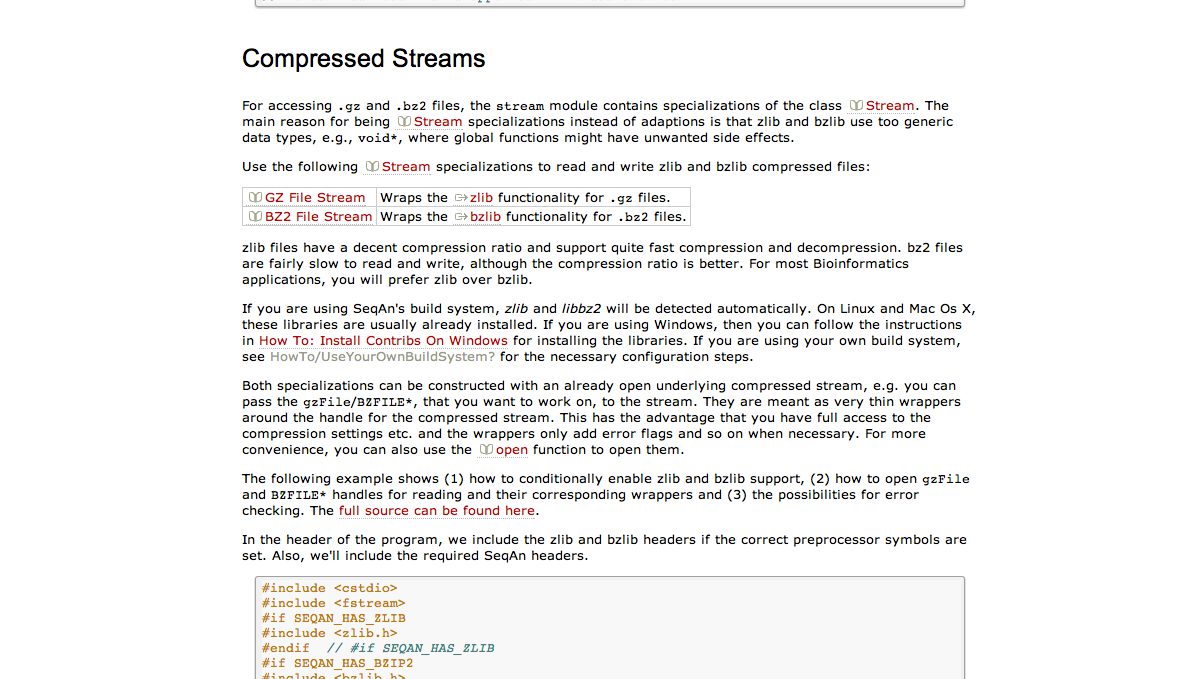 Compressed Streams
For accessing .gz and .bz2 files, the stream module contains specializations of the class Stream. The
main reason for being Stream specializations instead of adaptions is that zlib and bzlib use too generic
data types, e.g., void*, where global functions might have unwanted side effects.
Use the following Stream specializations to read and write zlib and bzlib compressed files:
GZ File Stream Wraps the zlib functionality for .gz files.
BZ2 File Stream Wraps the bzlib functionality for .bz2 files.
zlib files have a decent compression ratio and support quite fast compression and decompression. bz2 files
are fairly slow to read and write, although the compression ratio is better. For most Bioinformatics
applications, you will prefer zlib over bzlib.
If you are using SeqAn's build system, zlib and libbz2 will be detected automatically. On Linux and Mac Os X,
these libraries are usually already installed. If you are using Windows, then you can follow the instructions
in How To: Install Contribs On Windows for installing the libraries. If you are using your own build system,
see HowTo/UseYourOwnBuildSystem? for the necessary configuration steps.
Both specializations can be constructed with an already open underlying compressed stream, e.g. you can
pass the gzFile/BZFILE*, that you want to work on, to the stream. They are meant as very thin wrappers
around the handle for the compressed stream. This has the advantage that you have full access to the
compression settings etc. and the wrappers only add error flags and so on when necessary. For more
convenience, you can also use the open function to open them.
The following example shows (1) how to conditionally enable zlib and bzlib support, (2) how to open gzFile
and BZFILE* handles for reading and their corresponding wrappers and (3) the possibilities for error
checking. The full source can be found here.
In the header of the program, we include the zlib and bzlib headers if the correct preprocessor symbols are
set. Also, we'll include the required SeqAn headers.
#include <cstdio>
#include <fstream>
#if SEQAN_HAS_ZLIB
#include <zlib.h>
#endif  // #if SEQAN_HAS_ZLIB
#if SEQAN_HAS_BZIP2
#include <bzlib.h>